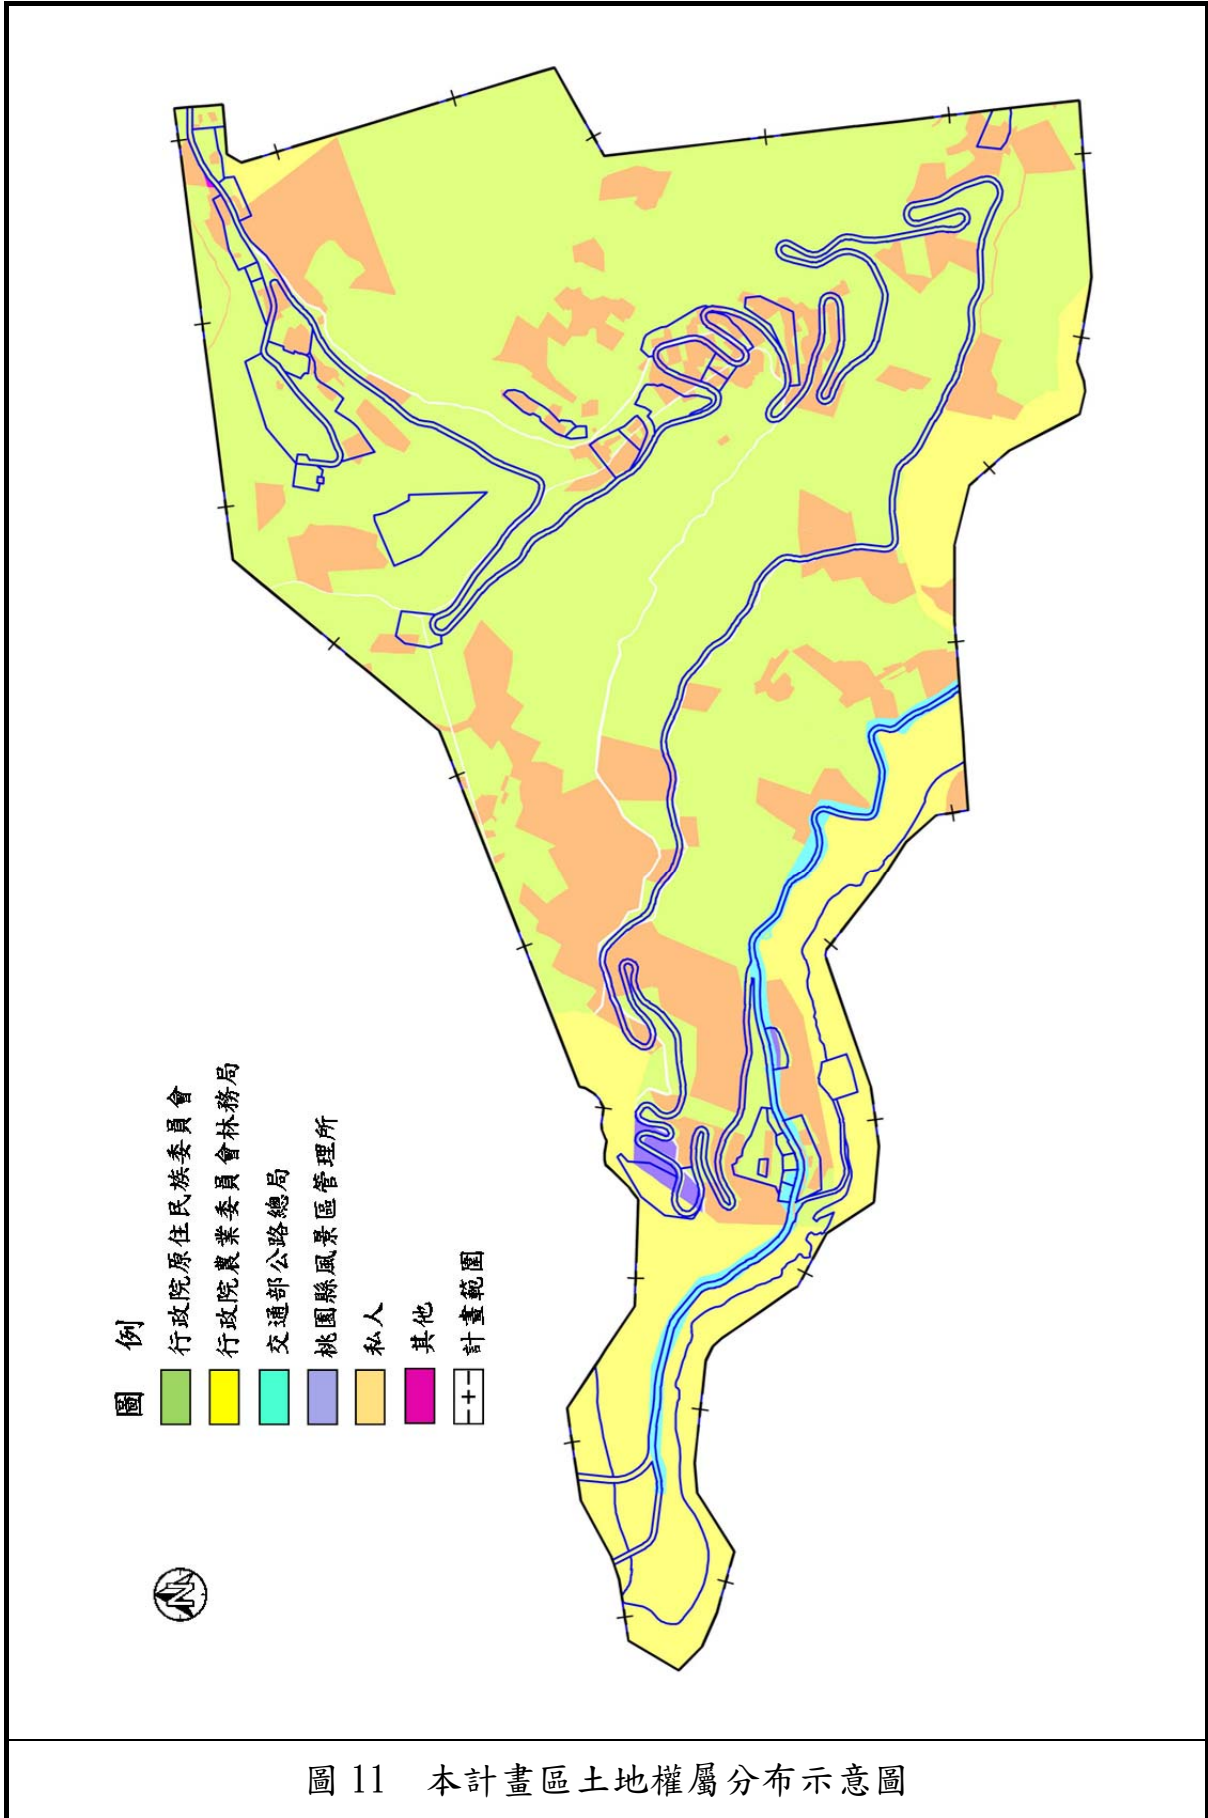 圖 例
行政院原住民族委員會
行政院農業委員會林務局
交通部公路總局
桃園縣風景區管理所
私人
其他
計畫範圍
N
圖 11 本計畫區土地權屬分布示意圖